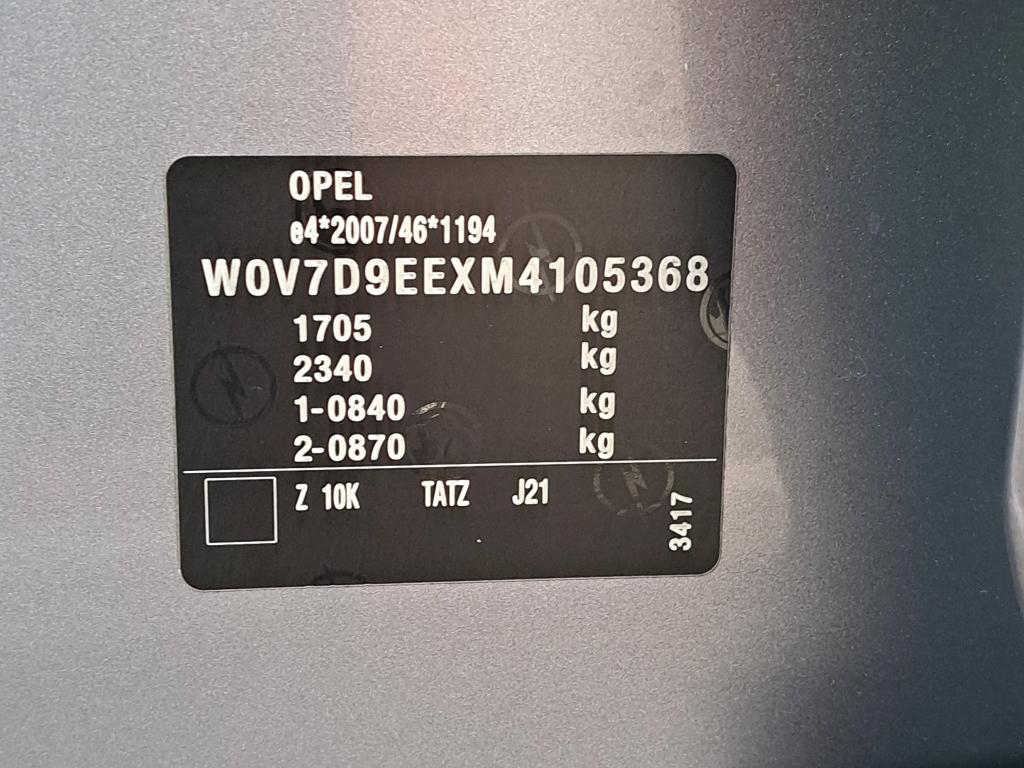 OPEL
e4*2007/46*1194
W0V7D9EEXM4105368
1705 kg
2340 kg
1-0840 kg
2-0870 kg
Z 10K TATZ J21
3417